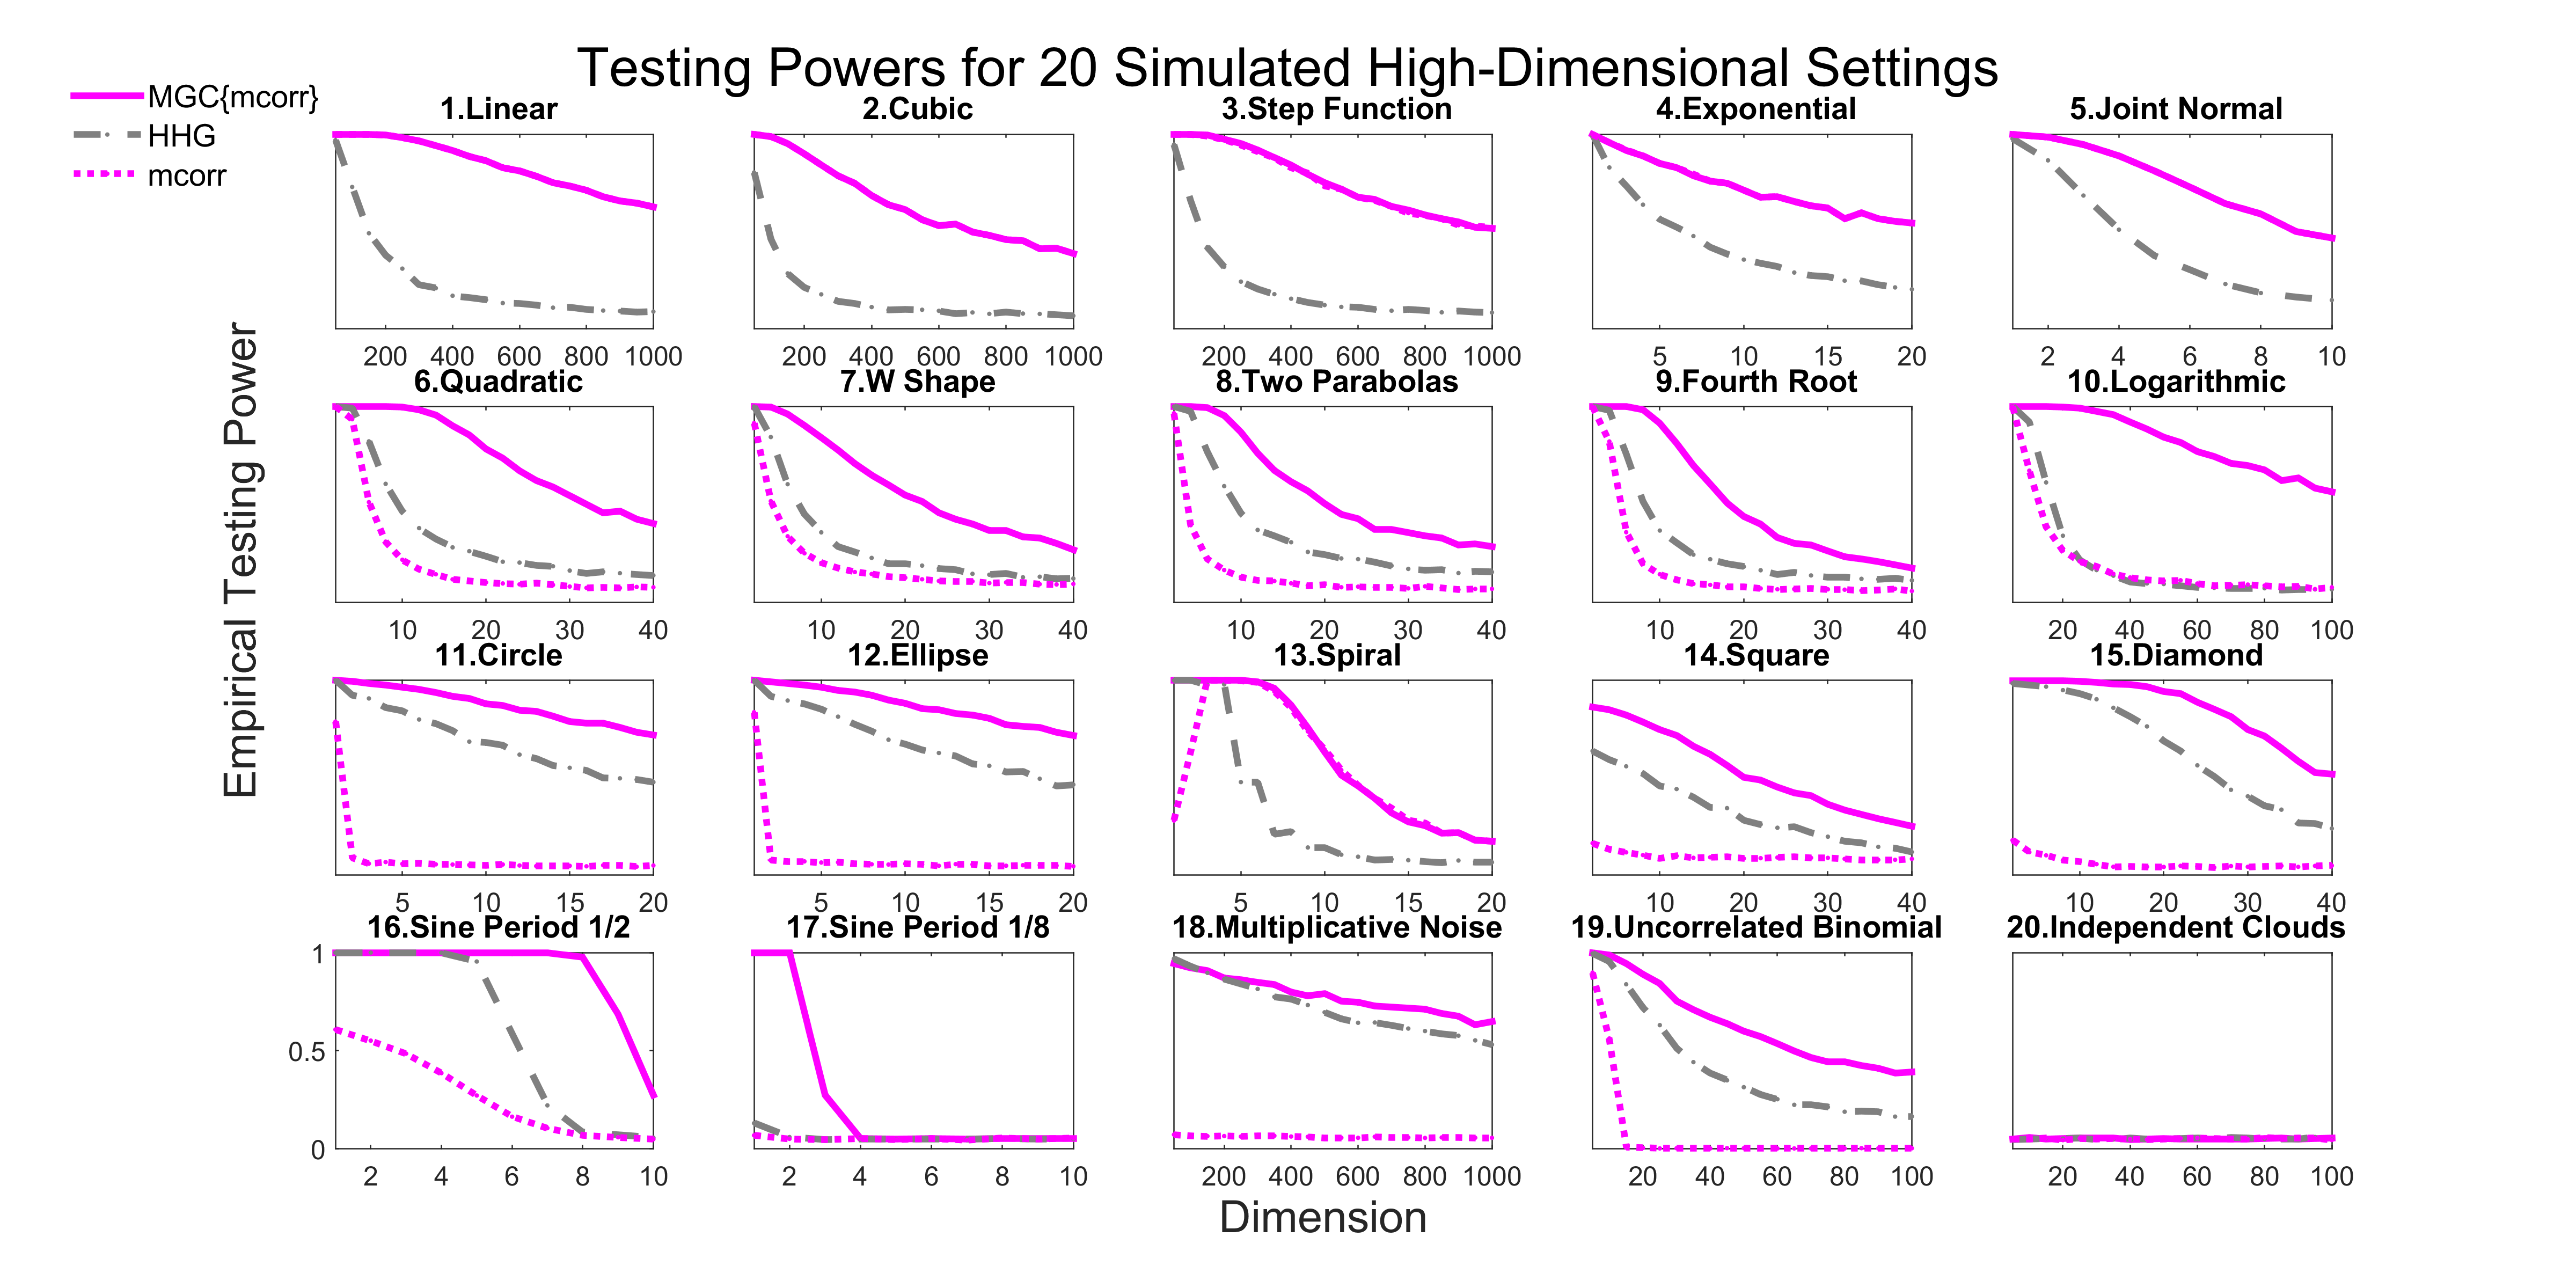 Testing Powers for 20 Simulated High-Dimensional Settings
MGC{mcorr}
HHG
mcorr
Empirical Testing Power
1.Linear
200 400 600 800 1000
2.Cubic
200 400 600 800 1000
3.Step Function
200 400 600 800 1000
4.Exponential
5 10 15 20
5.Joint Normal
2 4 6 8 10
6.Quadratic
10 20 30 40
7.W Shape
10 20 30 40
8.Two Parabolas
10 20 30 40
9.Fourth Root
10 20 30 40
10.Logarithmic
20 40 60 80 100
11.Circle
5 10 15 20
12.Ellipse
5 10 15 20
13.Spiral
5 10 15 20
14.Square
10 20 30 40
15.Diamond
10 20 30 40
16.Sine Period 1/2
1
0.5
0
2 4 6 8 10
17.Sine Period 1/8
2 4 6 8 10
18.Multiplicative Noise
200 400 600 800 1000
19.Uncorrelated Binomial
20 40 60 80 100
20.Independent Clouds
20 40 60 80 100
Dimension